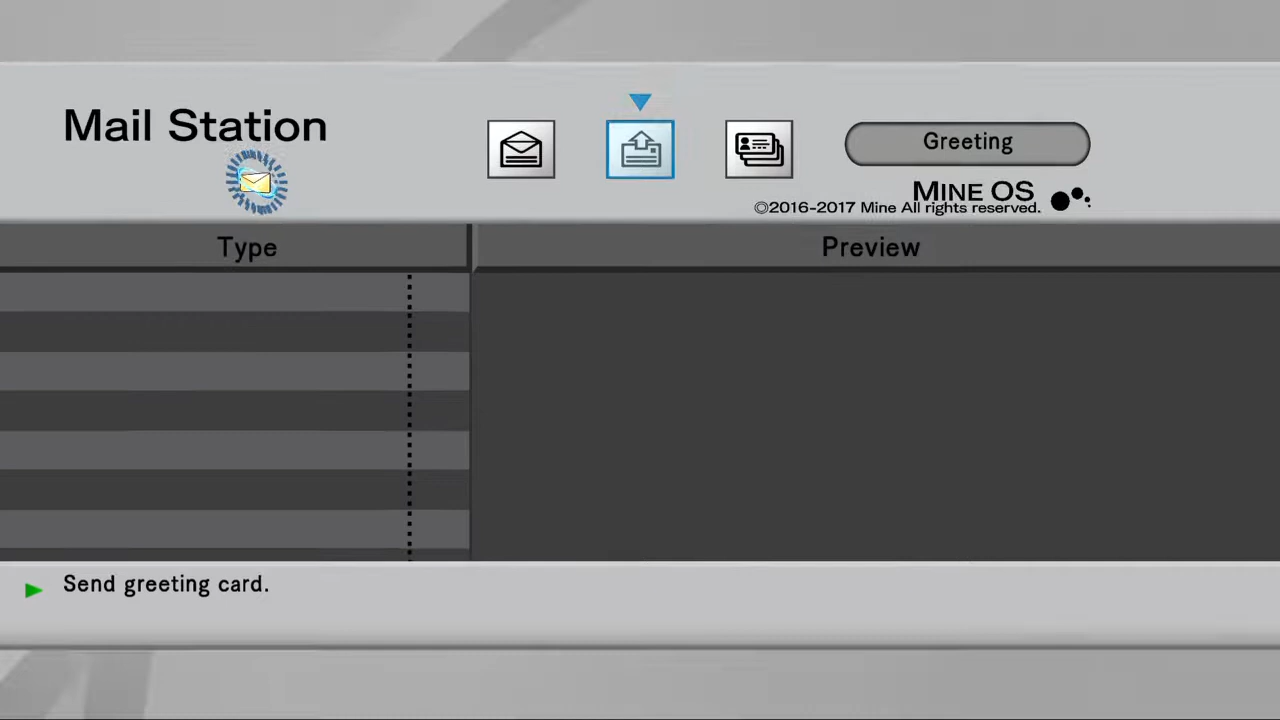 Mail Station
Greeting
MINE OS
©2016-2017 Mine All rights reserved.
Type
Preview
Send greeting card.